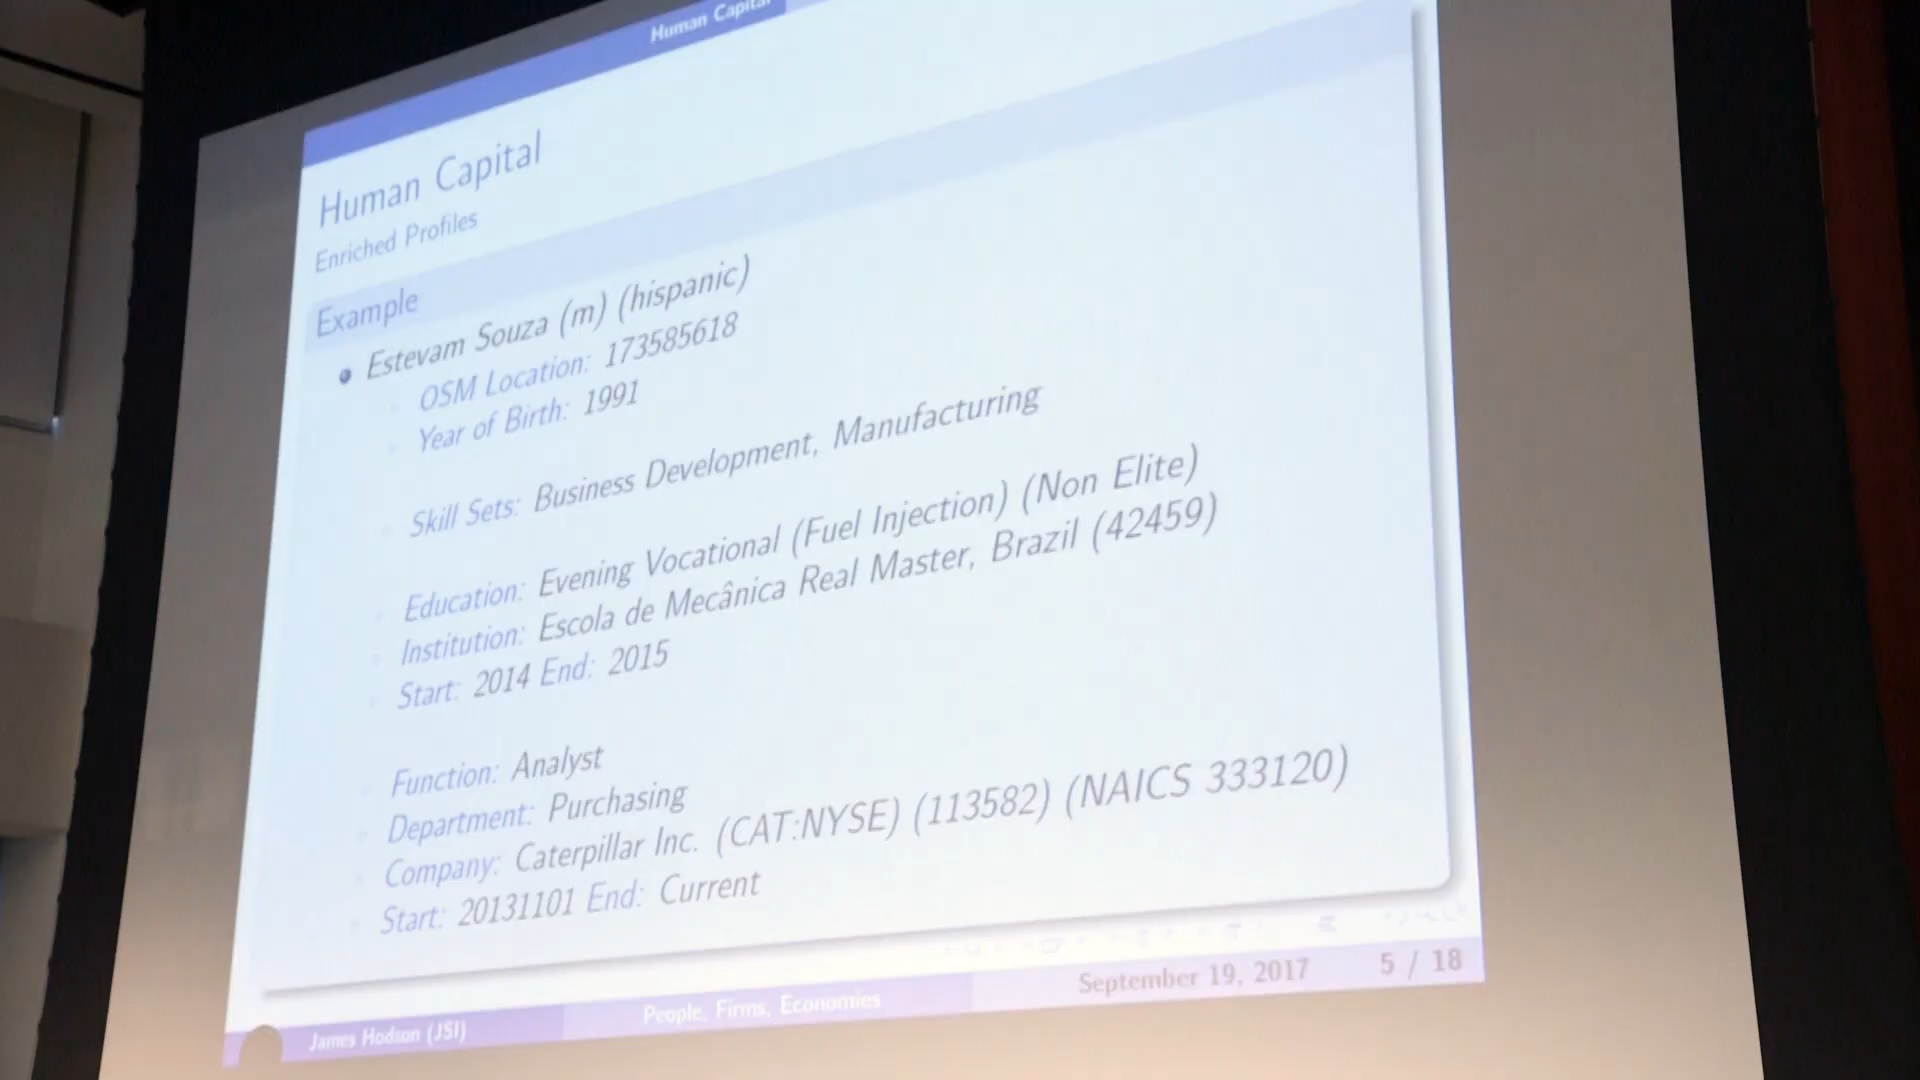 Human Capital
Human Capital
Enriched Profiles
Example
Estevam Souza (m) (hispanic)
OSM Location: 173585618
Year of Birth: 1991
Skill Sets: Business Development, Manufacturing
Education: Evening Vocational (Fuel Injection) (Non Elite)
Institution: Escola de Mecânica Real Master, Brazil (42459)
Start: 2014 End: 2015
Function: Analyst
Department: Purchasing
Company: Caterpillar Inc. (CAT:NYSE) (113582) (NAICS 333120)
Start: 20131101 End: Current
James Hodson (JSI)
People, Firms, Economies
September 19, 2017
5 / 18